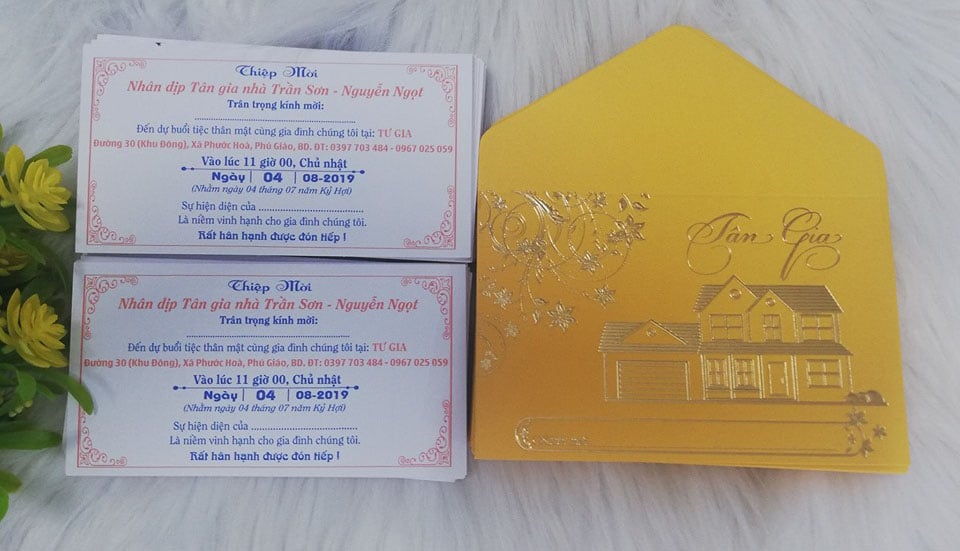 Thiệp Mời
Nhân dịp Tân gia nhà Trần Sơn - Nguyễn Ngọt
Trân trọng kính mời:
Đến dự buổi tiệc thân mật cùng gia đình chúng tôi tại: TƯ GIA
Đường 30 (Khu Đồng), Xã Phước Hoà, Phú Giáo, BD. ĐT: 0397 703 484 - 0967 025 059
Vào lúc 11 giờ 00, Chủ nhật
Ngày | 04 | 08-2019
(Nhằm ngày 04 tháng 07 năm Kỷ Hợi)
Sự hiện diện của
Là niềm vinh hạnh cho gia đình chúng tôi.
Rất hân hạnh được đón tiếp !
Thiệp Mời
Nhân dịp Tân gia nhà Trần Sơn - Nguyễn Ngọt
Trân trọng kính mời:
Đến dự buổi tiệc thân mật cùng gia đình chúng tôi tại: TƯ GIA
Đường 30 (Khu Đồng), Xã Phước Hoà, Phú Giáo, BD. ĐT: 0397 703 484 - 0967 025 059
Vào lúc 11 giờ 00, Chủ nhật
Ngày | 04 | 08-2019
(Nhằm ngày 04 tháng 07 năm Kỷ Hợi)
Sự hiện diện của
Là niềm vinh hạnh cho gia đình chúng tôi.
Rất hân hạnh được đón tiếp !
Tân Gia